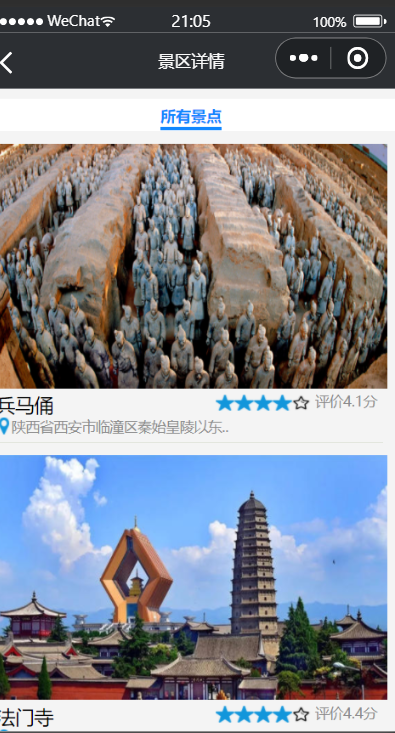 WeChat 21:05 100%
景区详情
所有景点
兵马俑 评价4.1分
陕西省西安市临潼区秦始皇陵以东..
法门寺 评价4.4分